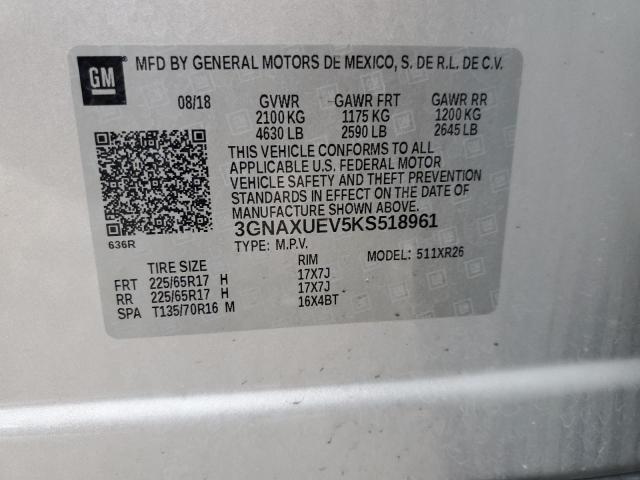 GM
MFD BY GENERAL MOTORS DE MEXICO, S. DE R.L. DE C.V.
08/18 GVWR GAWR FRT GAWR RR
2100 KG 1175 KG 1200 KG
4630 LB 2590 LB 2645 LB
THIS VEHICLE CONFORMS TO ALL
APPLICABLE U.S. FEDERAL MOTOR
VEHICLE SAFETY AND THEFT PREVENTION
STANDARDS IN EFFECT ON THE DATE OF
MANUFACTURE SHOWN ABOVE.
3GNAXUEV5KS518961
636R
TYPE: M.P.V. MODEL: 511XR26
TIRE SIZE RIM
FRT 225/65R17 H 17X7J
RR 225/65R17 H 17X7J
SPA T135/70R16 M 16X4BT